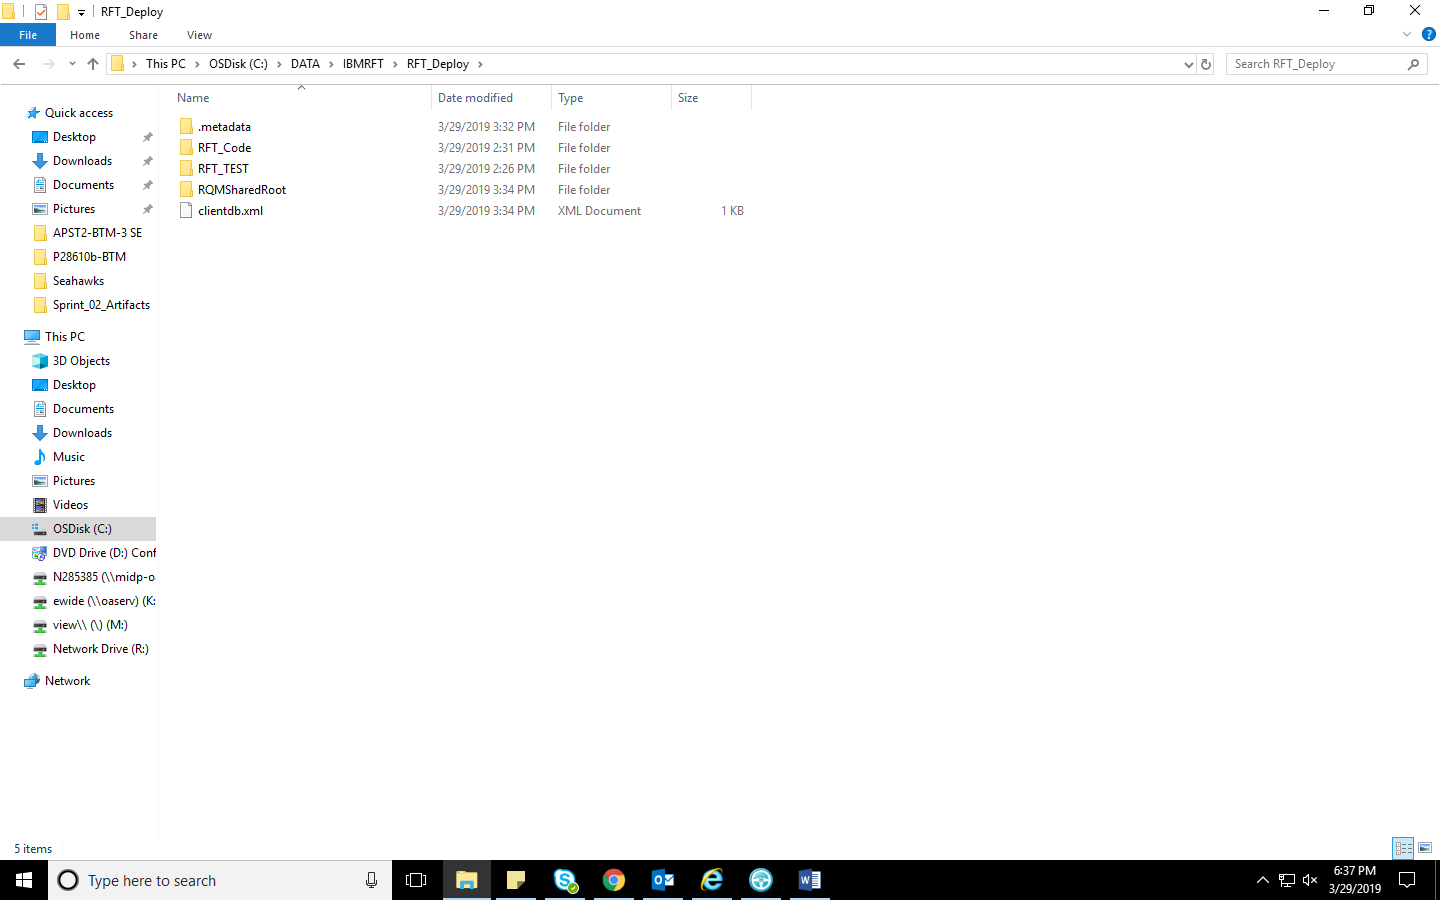 RFT_Deploy
File Home Share View
This PC OSDisk (C:) DATA IBMRFT RFT_Deploy
Search RFT_Deploy
Name Date modified Type Size
.metadata 3/29/2019 3:32 PM File folder
RFT_Code 3/29/2019 2:31 PM File folder
RFT_TEST 3/29/2019 2:26 PM File folder
RQMSharedRoot 3/29/2019 3:34 PM File folder
clientdb.xml 3/29/2019 3:34 PM XML Document 1 KB
Quick access
Desktop
Downloads
Documents
Pictures
APST2-BTM-3 SE
P28610b-BTM
Seahawks
Sprint_02_Artifacts
This PC
3D Objects
Desktop
Documents
Downloads
Music
Pictures
Videos
OSDisk (C:)
DVD Drive (D:) Conf
N285385 (\\midp-o
ewide (\\oaserv) (K:
view\\ (\) (M:)
Network Drive (R:)
Network
5 items
Type here to search
6:37 PM
3/29/2019